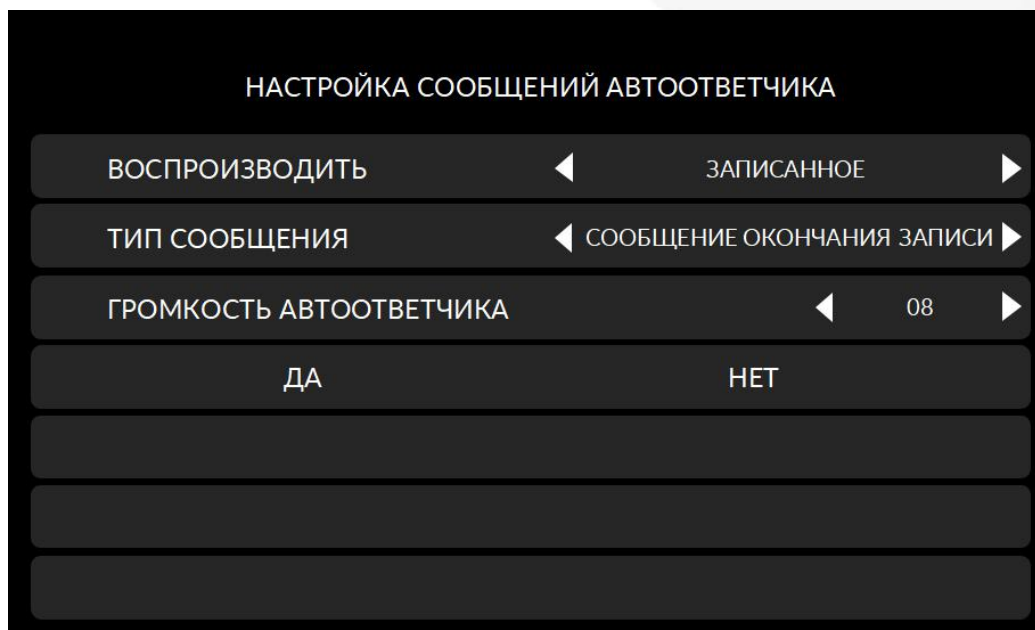 НАСТРОЙКА СООБЩЕНИЙ АВТООТВЕТЧИКА
ВОСПРОИЗВОДИТЬ ЗАПИСАННОЕ
ТИП СООБЩЕНИЯ СООБЩЕНИЕ ОКОНЧАНИЯ ЗАПИСИ
ГРОМКОСТЬ АВТООТВЕТЧИКА 08
ДА НЕТ